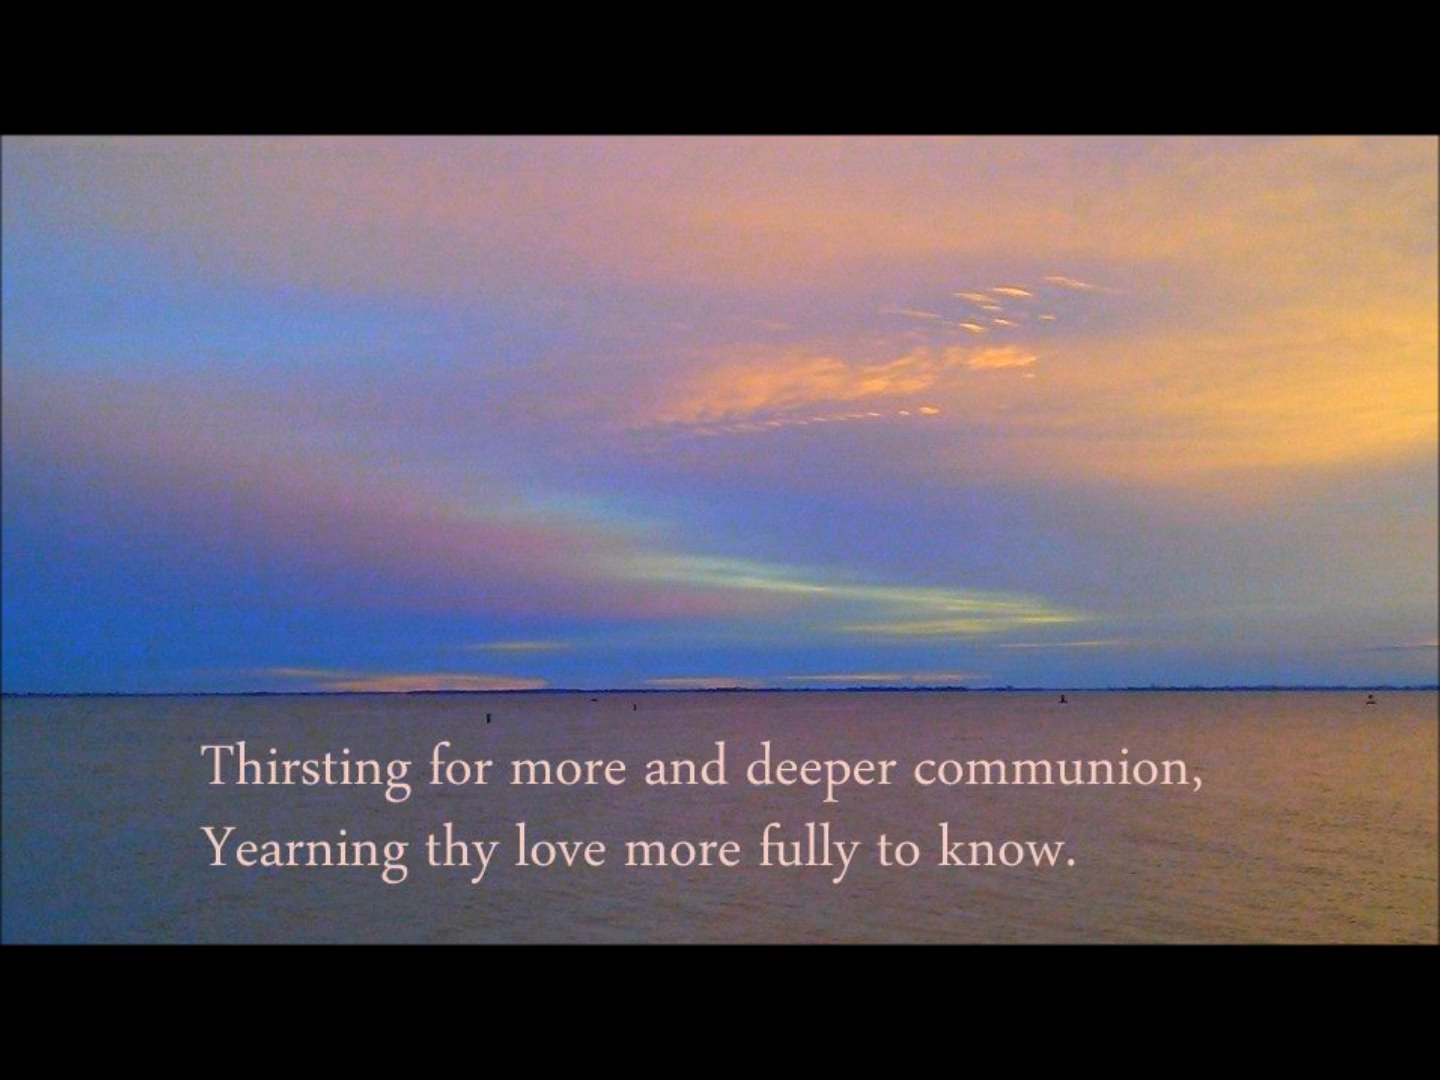 Thirsting for more and deeper communion,
Yearning thy love more fully to know.